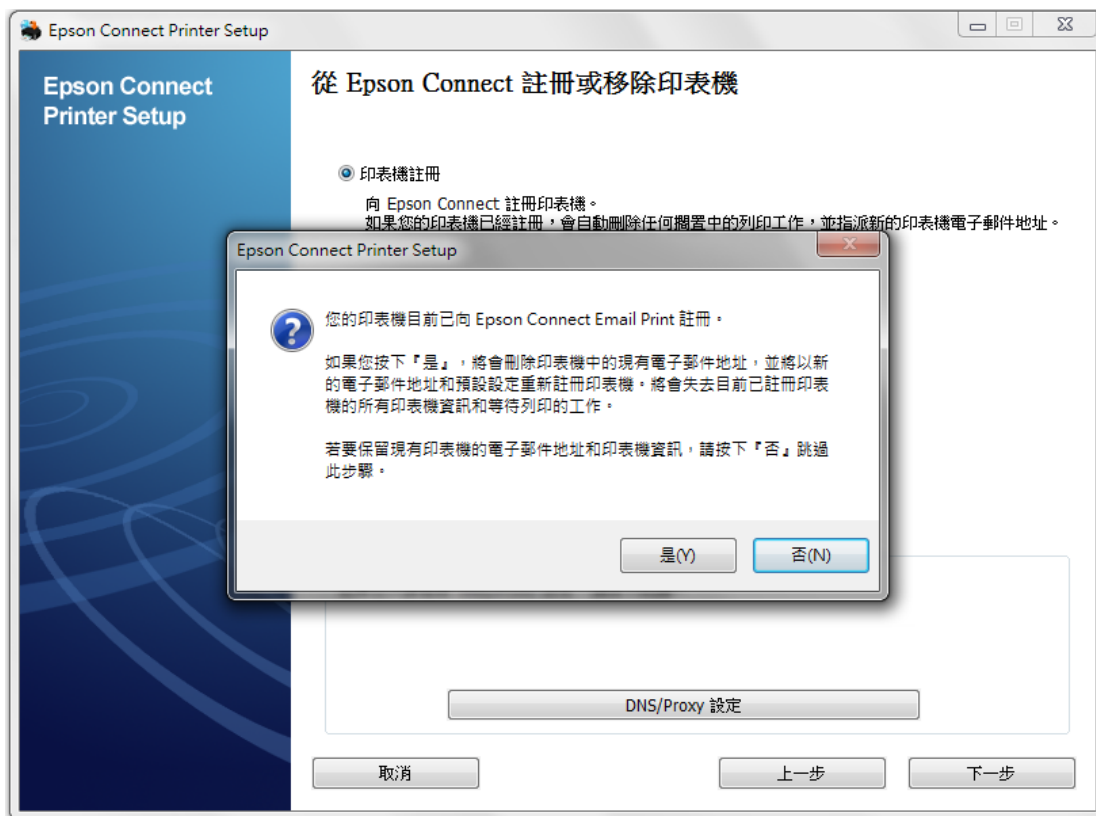 Epson Connect Printer Setup
Epson Connect
Printer Setup
從 Epson Connect 註冊或移除印表機
印表機註冊
向 Epson Connect 註冊印表機。
如果您的印表機已經註冊，會自動刪除任何擱置中的列印工作，並指派新的印表機電子郵件地址。
Epson Connect Printer Setup
您的印表機目前已向 Epson Connect Email Print 註冊。
如果您按下『是』，將會刪除印表機中的現有電子郵件地址，並將以新
的電子郵件地址和預設設定重新註冊印表機。將會失去目前已註冊印表
機的所有印表機資訊和等待列印的工作。
若要保留現有印表機的電子郵件地址和印表機資訊，請按下『否』跳過
此步驟。
是(Y)
否(N)
DNS/Proxy 設定
取消
上一步
下一步